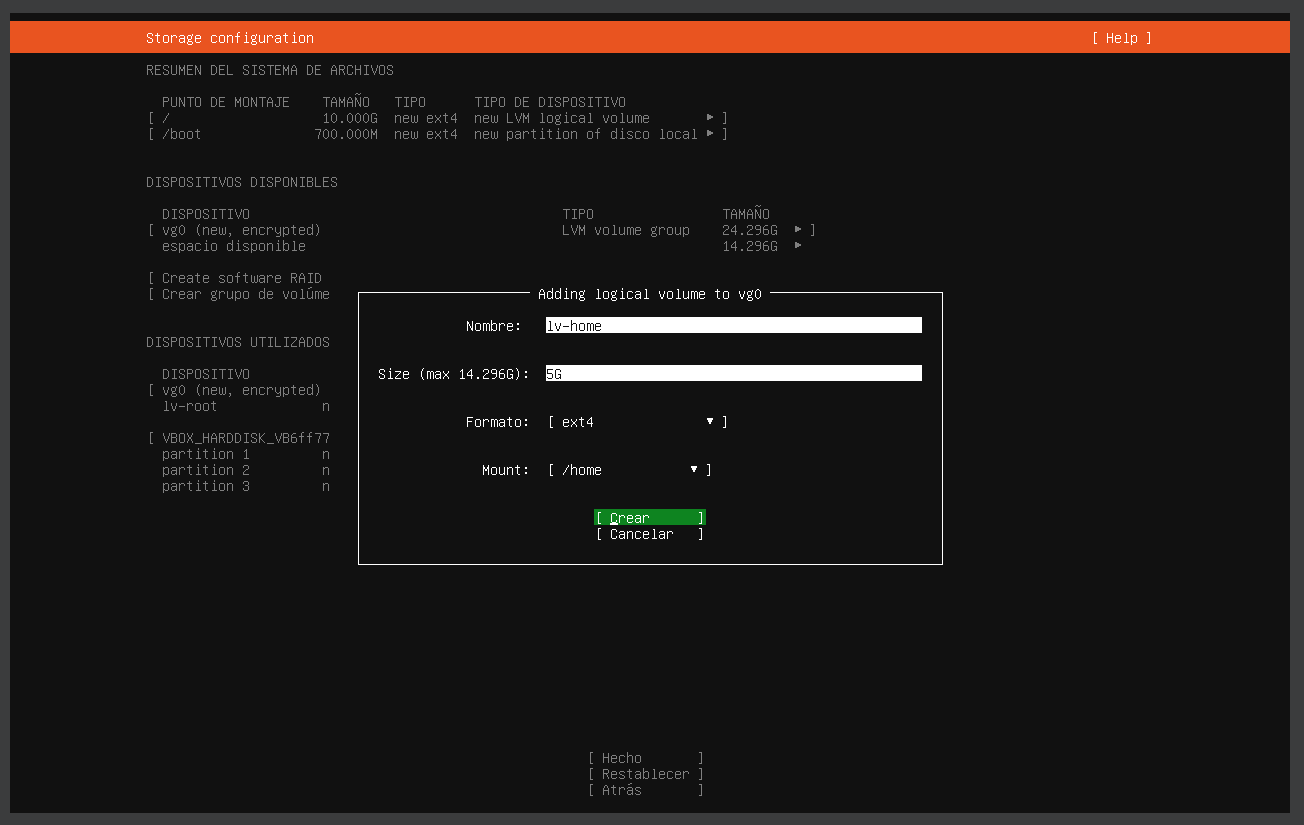 Storage configuration [ Help ]
RESUMEN DEL SISTEMA DE ARCHIVOS
PUNTO DE MONTAJE TAMAÑO TIPO TIPO DE DISPOSITIVO
[ / 10.000G new ext4 new LVM logical volume ▸ ]
[ /boot 700.000M new ext4 new partition of disco local ▸ ]
DISPOSITIVOS DISPONIBLES
DISPOSITIVO TIPO TAMAÑO
[ vg0 (new, encrypted) LVM volume group 24.296G ▸ ]
espacio disponible 14.296G ▸
[ Create software RAID
[ Crear grupo de volúme
Adding logical volume to vg0
Nombre: lv-home
Size (max 14.296G): 5G
Formato: [ ext4 ▾ ]
Mount: [ /home ▾ ]
[ Crear ]
[ Cancelar ]
DISPOSITIVOS UTILIZADOS
DISPOSITIVO
[ vg0 (new, encrypted)
lv-root n
[ VBOX_HARDDISK_VB6ff77
partition 1 n
partition 2 n
partition 3 n
[ Hecho ]
[ Restablecer ]
[ Atrás ]